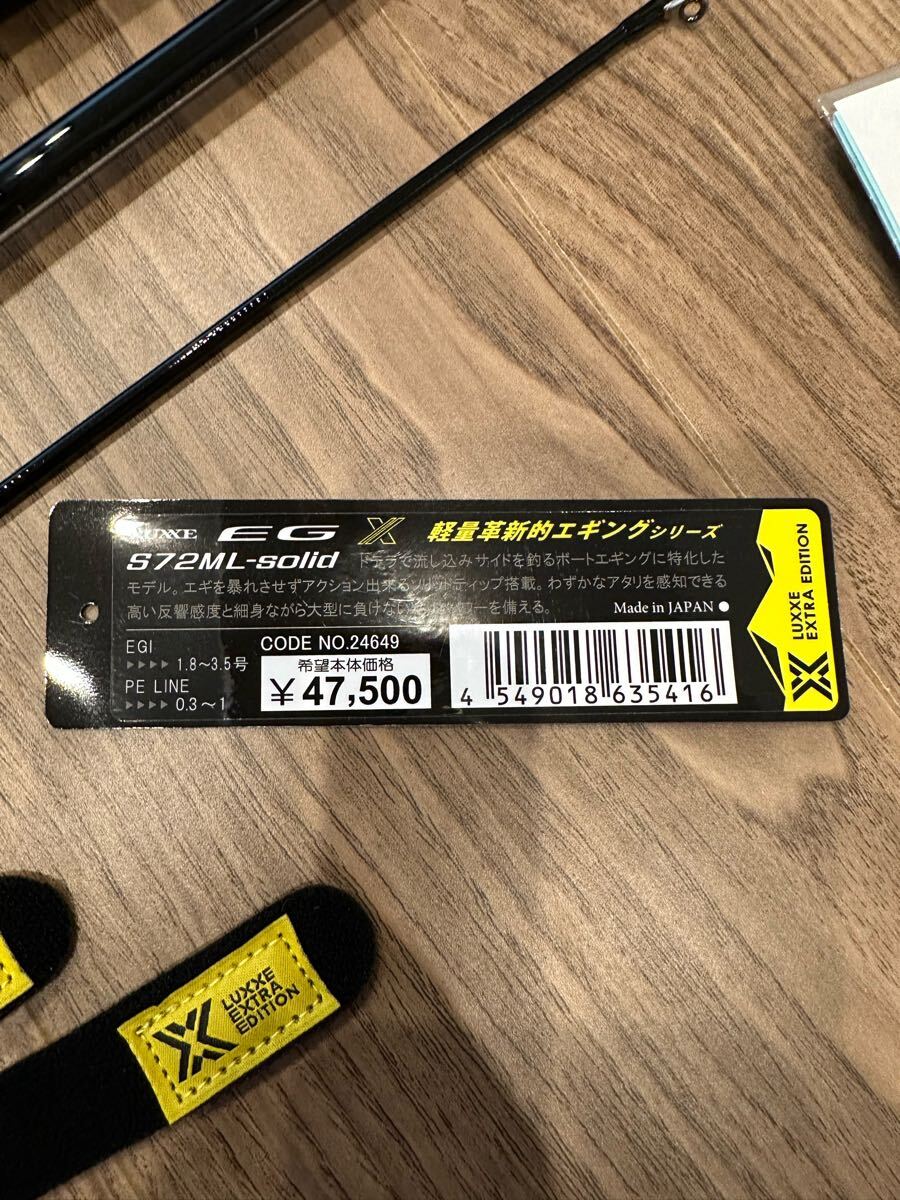 LUXXE EG X 軽量革新的エギングシリーズ
S72ML-solid ドテラで流し込みサイドを釣るボートエギングに特化した
モデル。エギを暴れさせずアクション出来るソリッドティップ搭載。わずかなアタリを感知できる
高い反響感度と細身ながら大型に負けない パワーを備える。 Made in JAPAN
EGI
1.8〜3.5号
PE LINE
0.3〜1
CODE NO.24649
希望本体価格
¥47,500
4 549018 635416
LUXXE
EXTRA EDITION
LUXXE
EXTRA
EDITION